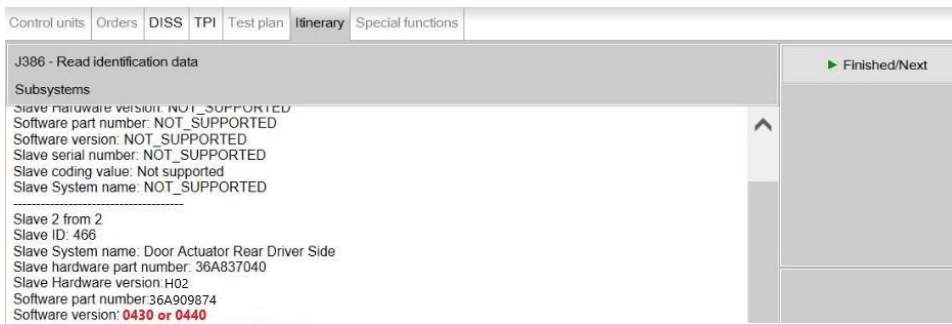 Control units Orders DISS TPI Test plan Itinerary Special functions
J386 - Read identification data
Finished/Next
Subsystems
Slave Hardware version: NOT_SUPPORTED
Software part number: NOT_SUPPORTED
Software version: NOT_SUPPORTED
Slave serial number: NOT_SUPPORTED
Slave coding value: Not supported
Slave System name: NOT_SUPPORTED
------------------------------------
Slave 2 from 2
Slave ID: 466
Slave System name: Door Actuator Rear Driver Side
Slave hardware part number: 36A837040
Slave Hardware version:H02
Software part number:36A909874
Software version: 0430 or 0440